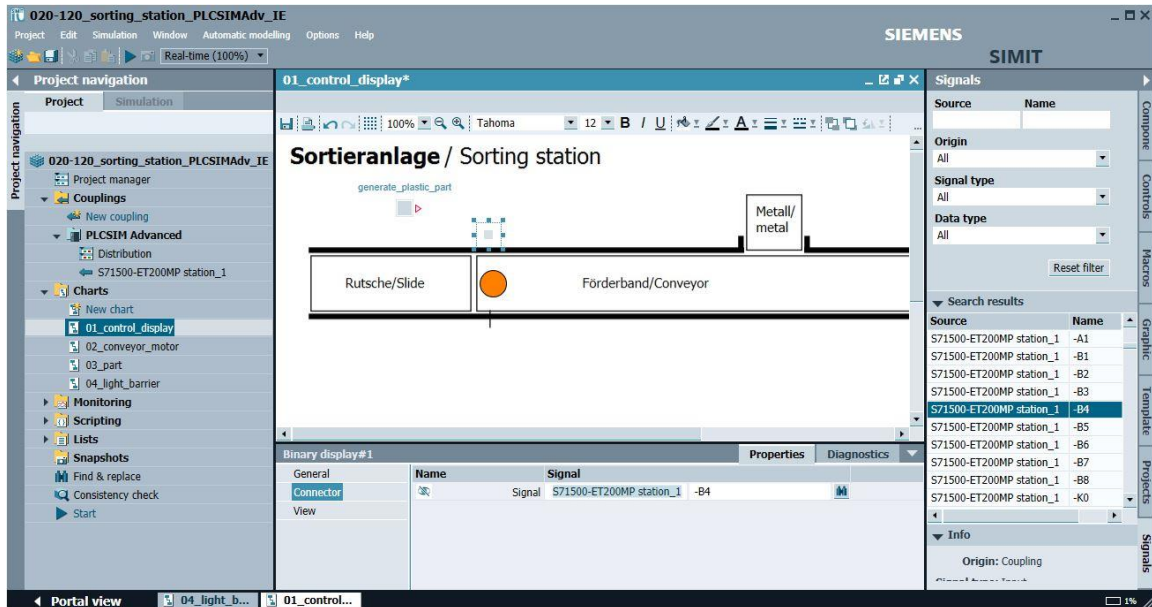 020-120_sorting_station_PLCSIMAdv_IE
Project Edit Simulation Window Automatic modelling Options Help
SIEMENS
SIMIT
Real-time (100%)
Project navigation
Project navigation
Project Simulation
020-120_sorting_station_PLCSIMAdv_IE
Project manager
Couplings
New coupling
PLCSIM Advanced
Distribution
S71500-ET200MP station_1
Charts
New chart
01_control_display
02_conveyor_motor
03_part
04_light_barrier
Monitoring
Scripting
Lists
Snapshots
Find & replace
Consistency check
Start
01_control_display*
100% Tahoma 12 B I U A
Sortieranlage / Sorting station
generate_plastic_part
Metall/
metal
Rutsche/Slide
Förderband/Conveyor
Binary display#1
Properties Diagnostics
General
Connector
View
Name Signal
Signal S71500-ET200MP station_1 -B4
Signals
Source Name
Origin
All
Signal type
All
Data type
All
Reset filter
Search results
Source Name
S71500-ET200MP station_1 -A1
S71500-ET200MP station_1 -B1
S71500-ET200MP station_1 -B2
S71500-ET200MP station_1 -B3
S71500-ET200MP station_1 -B4
S71500-ET200MP station_1 -B5
S71500-ET200MP station_1 -B6
S71500-ET200MP station_1 -B7
S71500-ET200MP station_1 -B8
S71500-ET200MP station_1 -K0
Info
Origin: Coupling
Compone
Controls
Macros
Graphic
Template
Projects
Signals
Portal view
04_light_b...
01_control...
1%